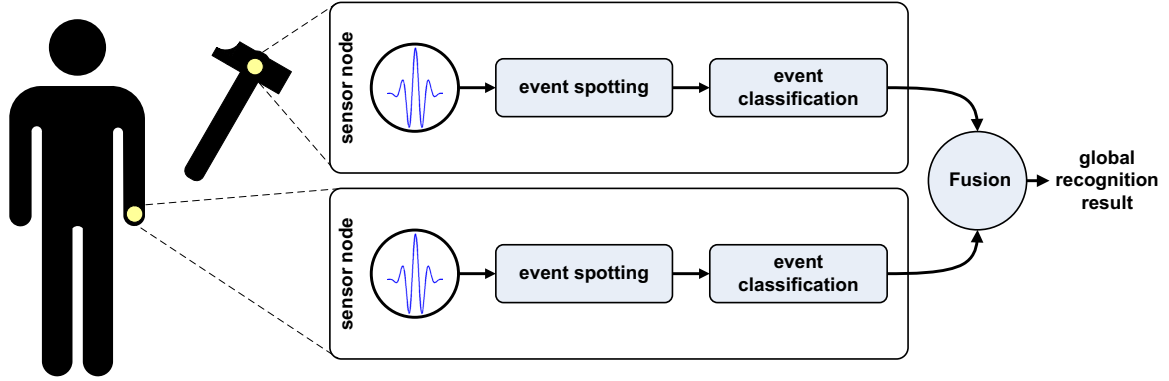 sensor node
event spotting
event
classification
sensor node
event spotting
event
classification
Fusion
global
recognition
result